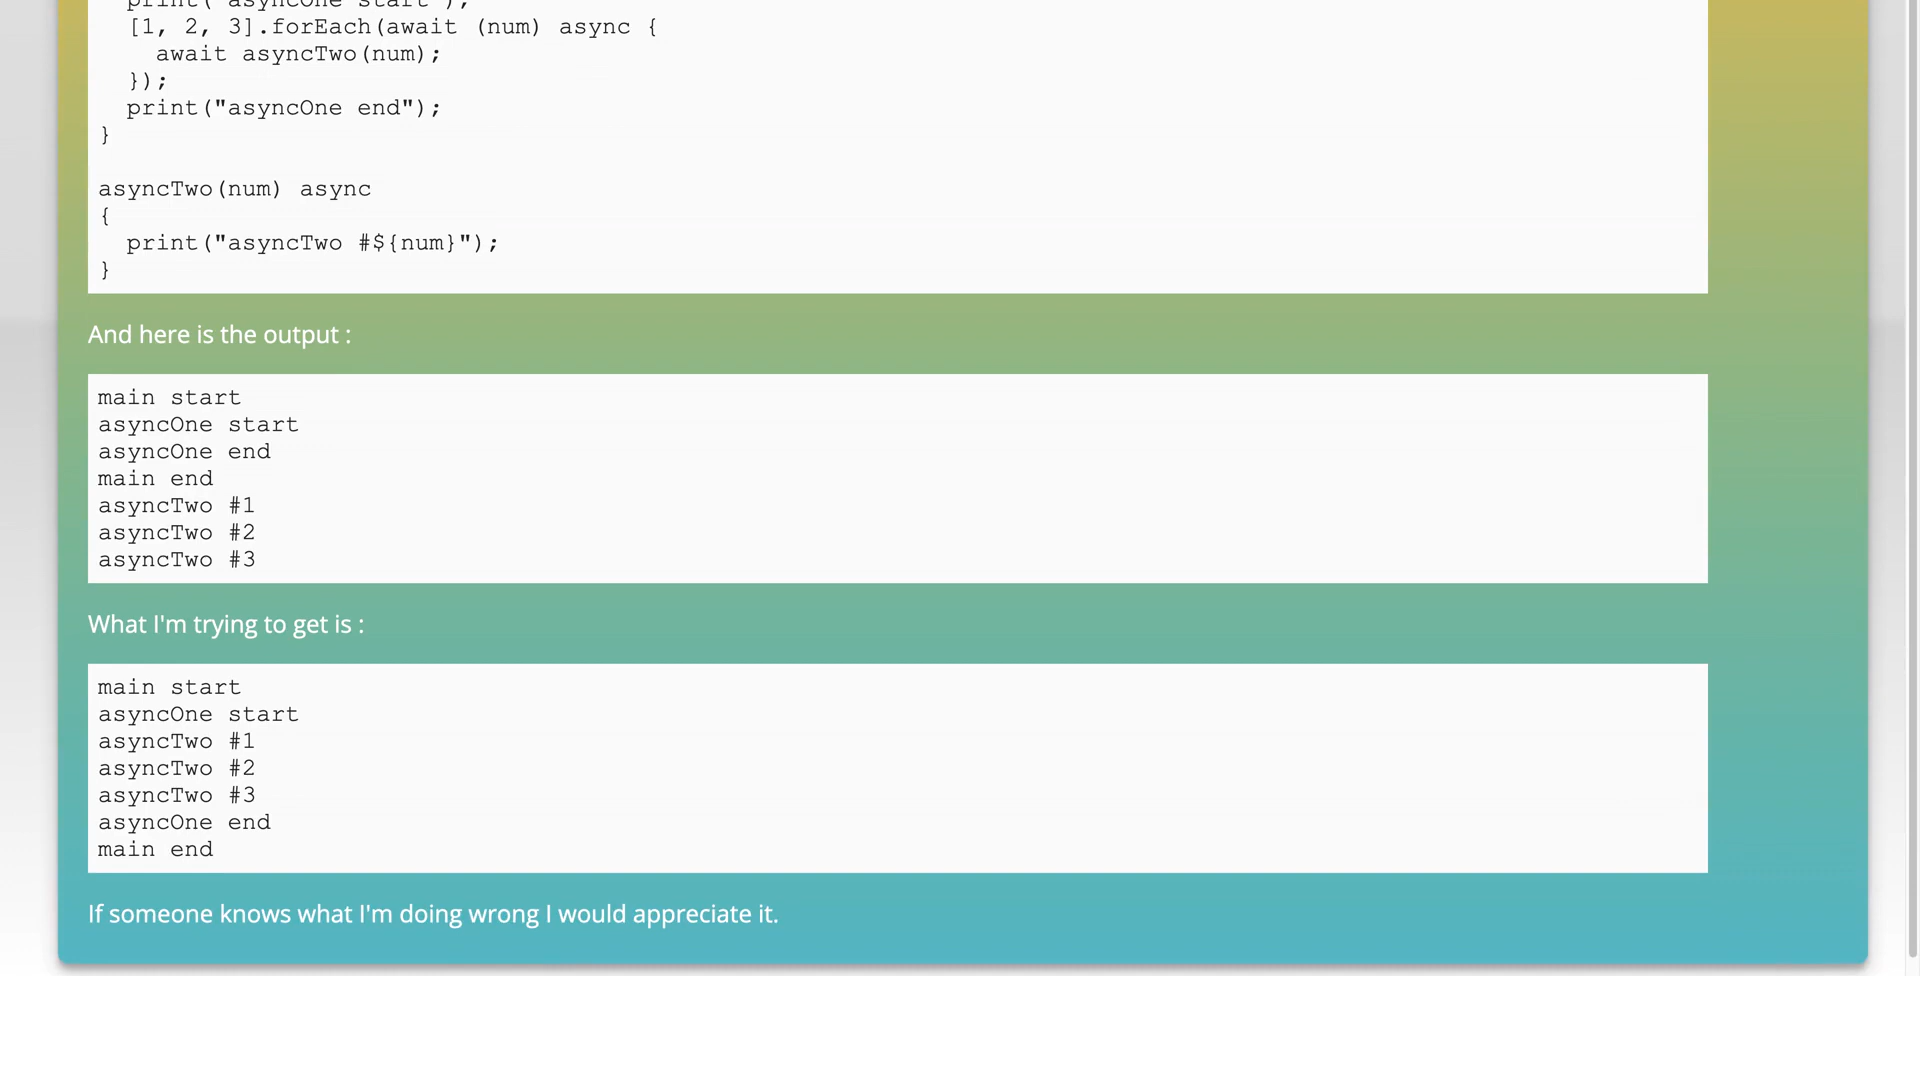 print("asyncOne start");
[1, 2, 3].forEach(await (num) async {
await asyncTwo(num);
});
print("asyncOne end");
}
asyncTwo(num) async
{
print("asyncTwo #${num}");
}
And here is the output :
main start
asyncOne start
asyncOne end
main end
asyncTwo #1
asyncTwo #2
asyncTwo #3
What I'm trying to get is :
main start
asyncOne start
asyncTwo #1
asyncTwo #2
asyncTwo #3
asyncOne end
main end
If someone knows what I'm doing wrong I would appreciate it.